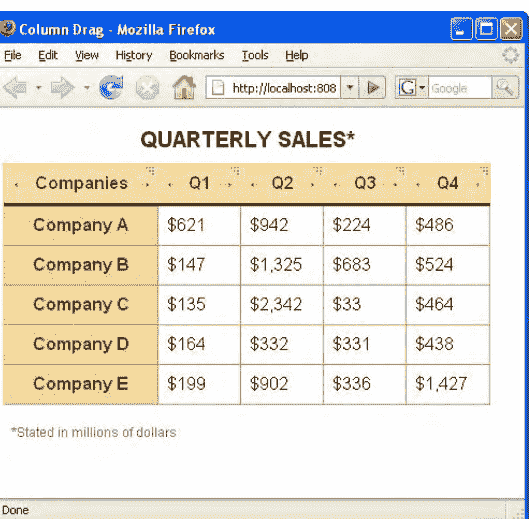 Column Drag - Mozilla Firefox
File Edit View History Bookmarks Tools Help
http://localhost:808 G Google
QUARTERLY SALES*
Companies Q1 Q2 Q3 Q4
Company A $621 $942 $224 $486
Company B $147 $1,325 $683 $524
Company C $135 $2,342 $33 $464
Company D $164 $332 $331 $438
Company E $199 $902 $336 $1,427
*Stated in millions of dollars
Done